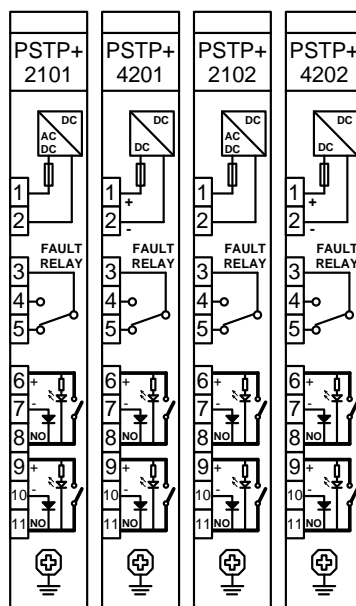 PSTP+
2101
DC
AC
DC
1
2
FAULT
RELAY
3
4
5
6 +
7 -
8 NO
9 +
10 -
11 NO
PSTP+
4201
DC
DC
1
+
2
-
FAULT
RELAY
3
4
5
6 +
7 -
8 NO
9 +
10 -
11 NO
PSTP+
2102
DC
AC
DC
1
2
FAULT
RELAY
3
4
5
6 +
7 -
8 NO
9 +
10 -
11 NO
PSTP+
4202
DC
DC
1
+
2
-
FAULT
RELAY
3
4
5
6 +
7 -
8 NO
9 +
10 -
11 NO